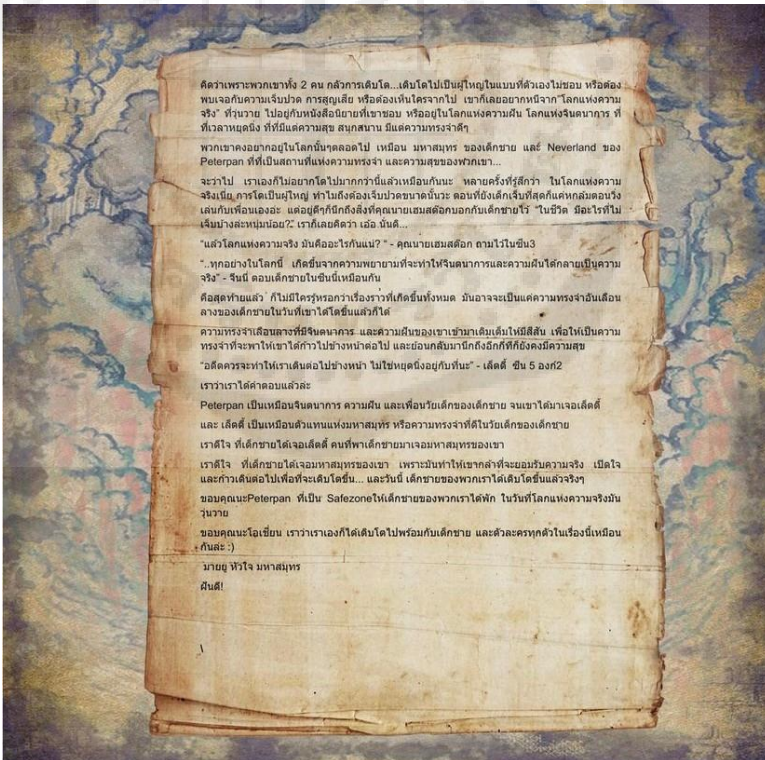 คิดว่าเพราะพวกเขาทั้ง 2 คน กลัวการเติบโต...เติบโตไปเป็นผู้ใหญ่ในแบบที่ตัวเองไม่ชอบ หรือต้อง
พบเจอกับความเจ็บปวด การสูญเสีย หรือต้องเห็นใครจากไป เขาก็เลยอยากหนีจาก"โลกแห่งความ
จริง" ที่วุ่นวาย ไปอยู่กับหนังสือนิยายที่เขาชอบ หรืออยู่ในโลกแห่งความฝัน โลกแห่งจินตนาการ ที่
ที่เวลาหยุดนิ่ง ที่ที่มีแต่ความสุข สนุกสนาน มีแต่ความทรงจำดีๆ
พวกเขาคงอยากอยู่ในโลกนั้นๆตลอดไป เหมือน มหาสมุทร ของเด็กชาย และ Neverland ของ
Peterpan ที่ที่เป็นสถานที่แห่งความทรงจำ และความสุขของพวกเขา...
จะว่าไป เราเองก็ไม่อยากโตไปมากกว่านี้แล้วเหมือนกันนะ หลายครั้งที่รู้สึกว่า ในโลกแห่งความ
จริงเนี่ย การโตเป็นผู้ใหญ่ ทำไมถึงต้องเจ็บปวดขนาดนั้นวะ ตอนที่ยังเด็กเจ็บที่สุดก็แค่หกล้มตอนวิ่ง
เล่นกับเพื่อนเองอ่ะ แต่อยู่ดีๆก็นึกถึงสิ่งที่คุณนายเฮมสต๊อกบอกกับเด็กชายไว้ "ในชีวิต มีอะไรที่ไม่
เจ็บบ้างล่ะหนุ่มน้อย?" เราก็เลยคิดว่า เอ้อ นั่นดิ...
"แล้วโลกแห่งความจริง มันคืออะไรกันแน่? " - คุณนายเฮมสต๊อก ถามไว้ในซีน3
"..ทุกอย่างในโลกนี้ เกิดขึ้นจากความพยายามที่จะทำให้จินตนาการและความฝันได้กลายเป็นความ
จริง" - จินนี่ ตอบเด็กชายในซีนนี้เหมือนกัน
คือสุดท้ายแล้ว ก็ไม่มีใครรู้หรอกว่าเรื่องราวที่เกิดขึ้นทั้งหมด มันอาจจะเป็นแค่ความทรงจำอันเลือน
ลางของเด็กชายในวันที่เขาได้โตขึ้นแล้วก็ได้
ความทรงจำเลือนลางที่มีจินตนาการ และความฝันของเขาเข้ามาเติมเต็มให้มีสีสัน เพื่อให้เป็นความ
ทรงจำที่จะพาให้เขาได้ก้าวไปข้างหน้าต่อไป และย้อนกลับมานึกถึงอีกกี่ทีก็ยังคงมีความสุข
"อดีตควรจะทำให้เราเดินต่อไปข้างหน้า ไม่ใช่หยุดนิ่งอยู่กับที่นะ" - เล็ตตี้ ซีน 5 องก์2
เราว่าเราได้คำตอบแล้วล่ะ
Peterpan เป็นเหมือนจินตนาการ ความฝัน และเพื่อนวัยเด็กของเด็กชาย จนเขาได้มาเจอเล็ตตี้
และ เล็ตตี้ เป็นเหมือนตัวแทนแห่งมหาสมุทร หรือความทรงจำที่ดีในวัยเด็กของเด็กชาย
เราดีใจ ที่เด็กชายได้เจอเล็ตตี้ คนที่พาเด็กชายมาเจอมหาสมุทรของเขา
เราดีใจ ที่เด็กชายได้เจอมหาสมุทรของเขา เพราะมันทำให้เขากล้าที่จะยอมรับความจริง เปิดใจ
และก้าวเดินต่อไปเพื่อที่จะเติบโตขึ้น... และวันนี้ เด็กชายของพวกเราได้เติบโตขึ้นแล้วจริงๆ
ขอบคุณนะPeterpan ที่เป็น Safezoneให้เด็กชายของพวกเราได้พัก ในวันที่โลกแห่งความจริงมัน
วุ่นวาย
ขอบคุณนะโอเชี่ยน เราว่าเราเองก็ได้เติบโตไปพร้อมกับเด็กชาย และตัวละครทุกตัวในเรื่องนี้เหมือน
กันล่ะ :)
มายยู หัวใจ มหาสมุทร
ฝันดี!